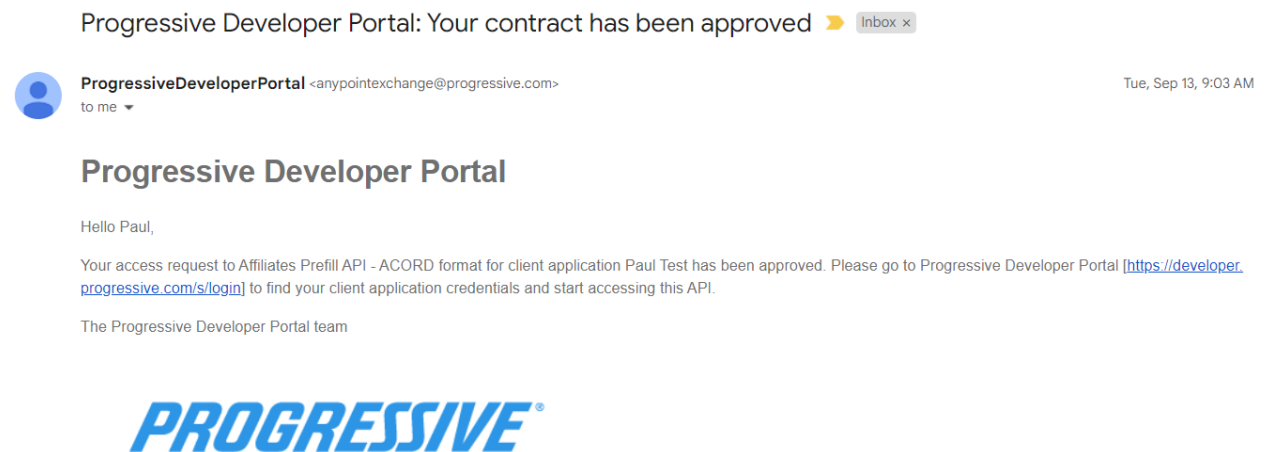 Progressive Developer Portal: Your contract has been approved Inbox ×
ProgressiveDeveloperPortal <anypointexchange@progressive.com> Tue, Sep 13, 9:03 AM
to me
Progressive Developer Portal
Hello Paul,
Your access request to Affiliates Prefill API - ACORD format for client application Paul Test has been approved. Please go to Progressive Developer Portal [https://developer.
progressive.com/s/login] to find your client application credentials and start accessing this API.
The Progressive Developer Portal team
PROGRESSIVE®